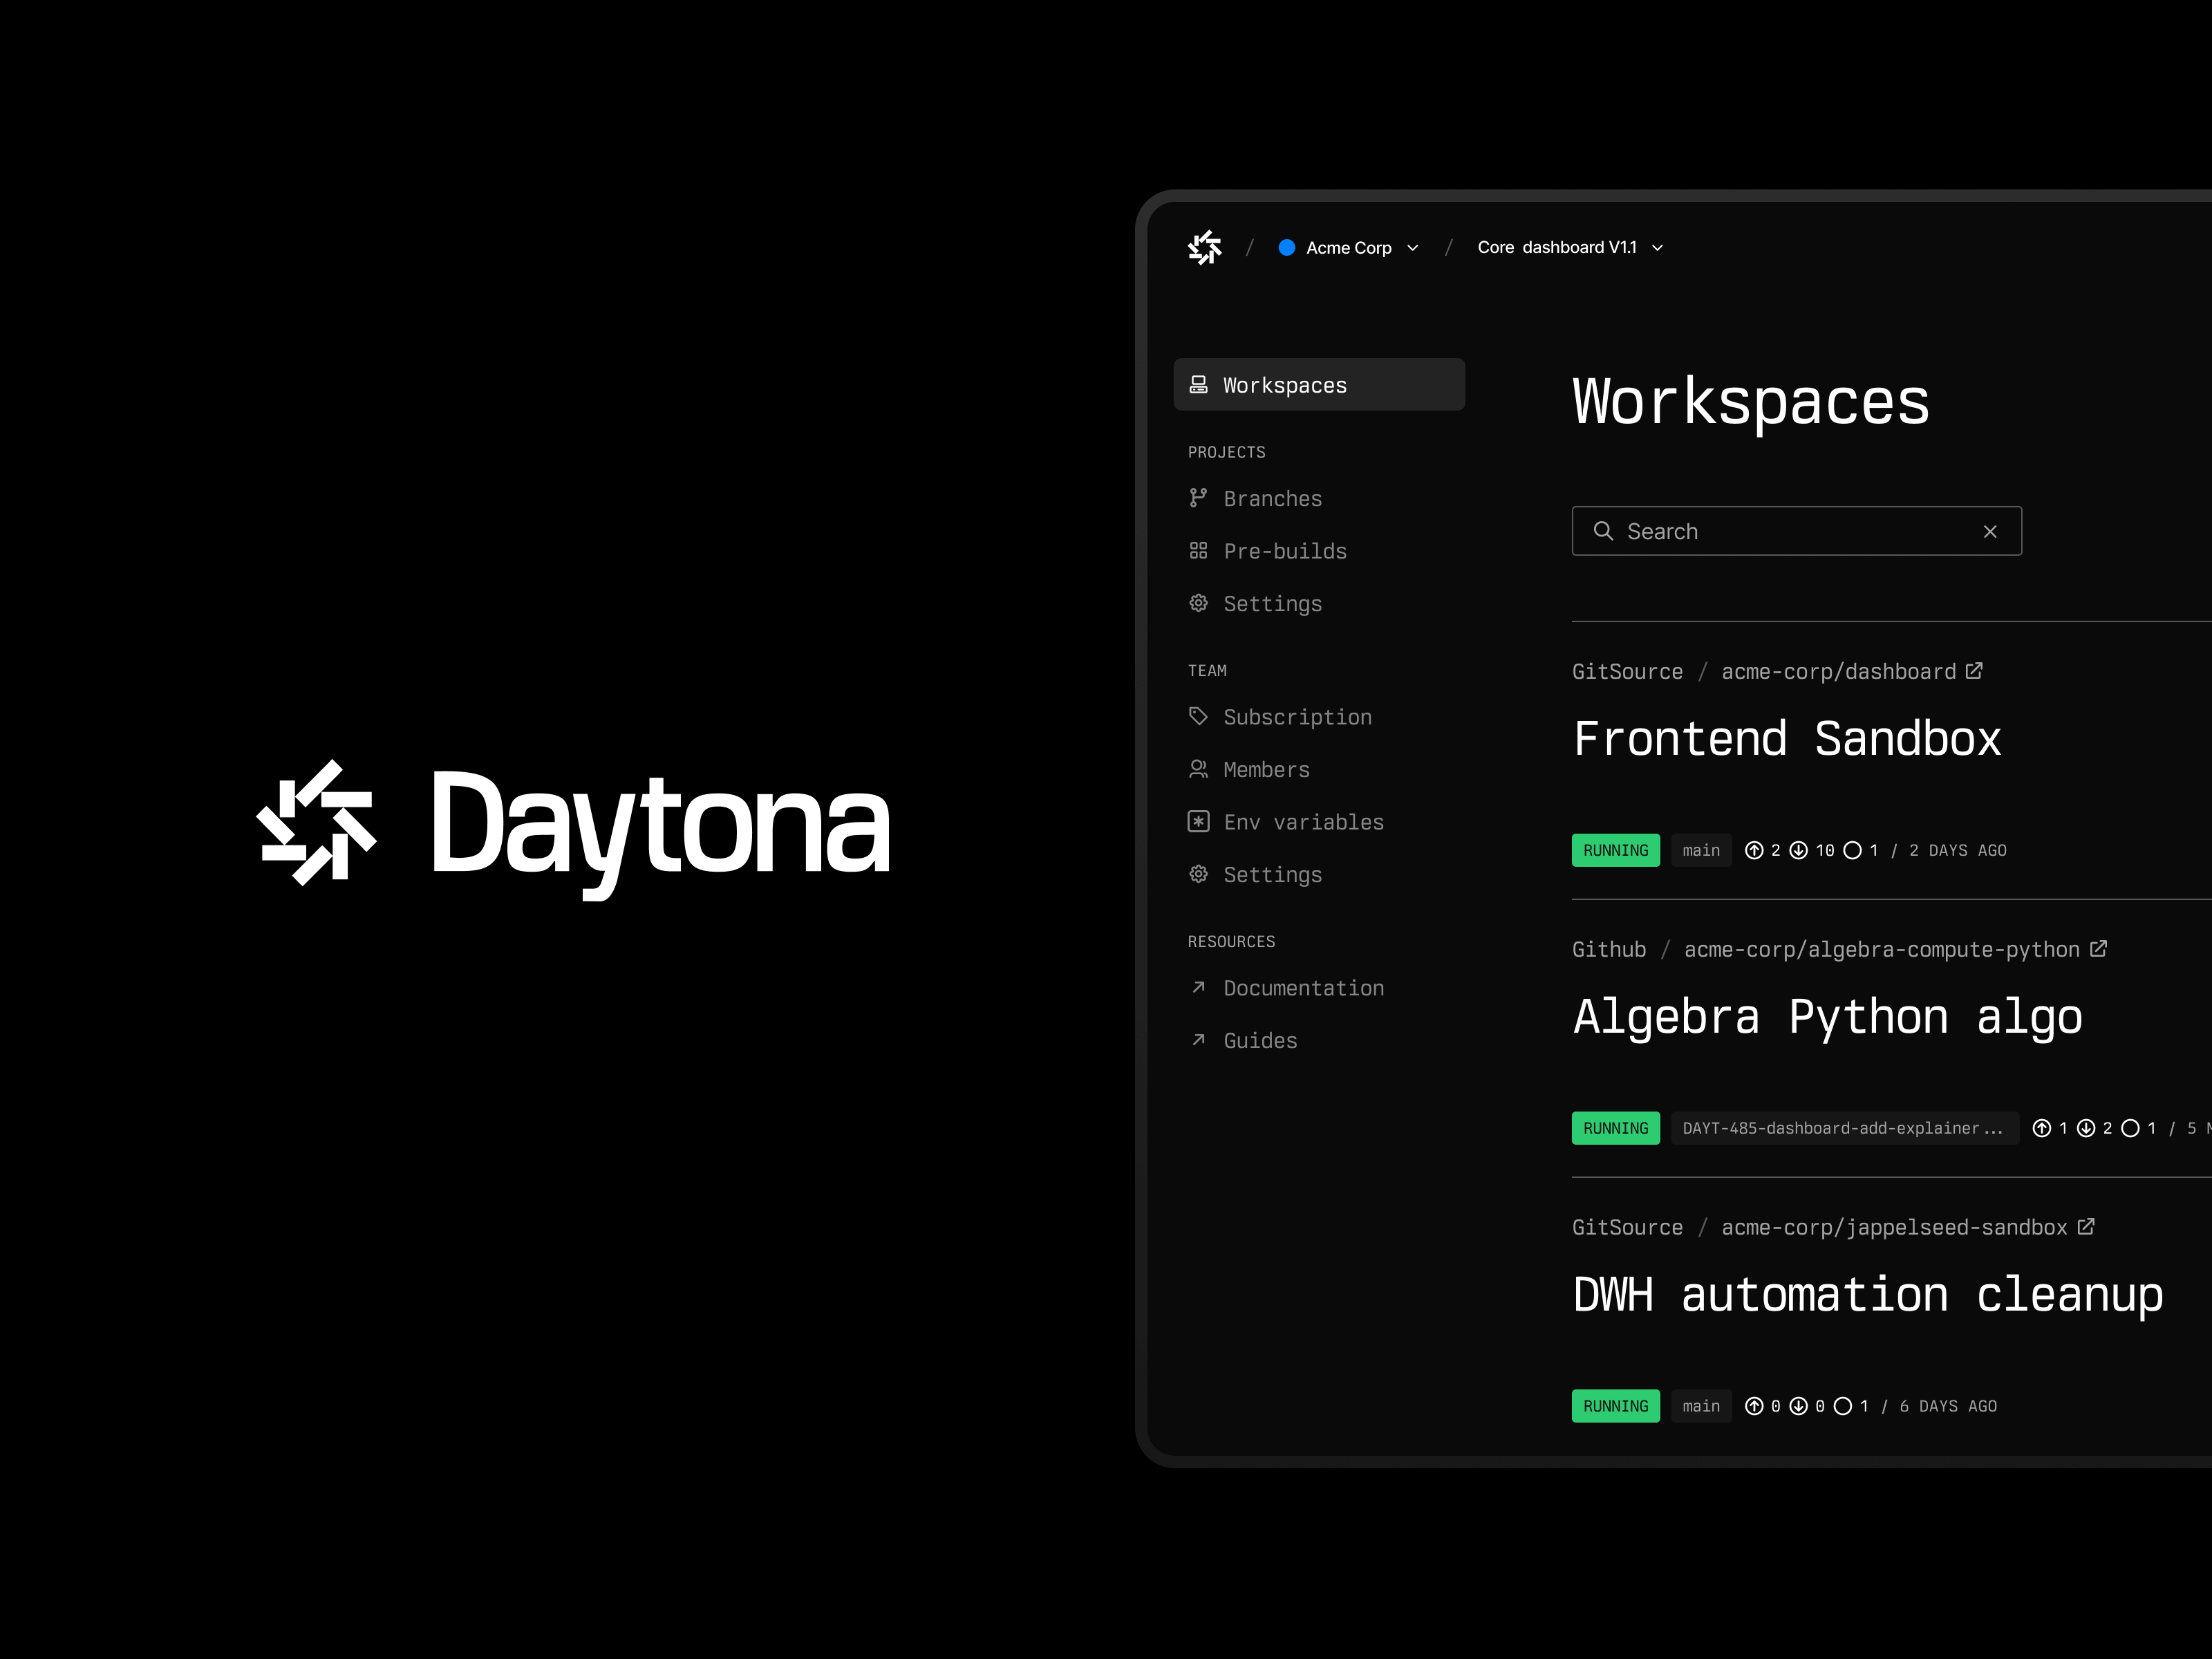 Daytona
/ Acme Corp / Core dashboard V1.1
Workspaces
PROJECTS
Branches
Pre-builds
Settings
TEAM
Subscription
Members
Env variables
Settings
RESOURCES
Documentation
Guides
Workspaces
Search
GitSource / acme-corp/dashboard
Frontend Sandbox
RUNNING main 2 10 1 / 2 DAYS AGO
Github / acme-corp/algebra-compute-python
Algebra Python algo
RUNNING DAYT-485-dashboard-add-explainer... 1 2 1 / 5
GitSource / acme-corp/jappelseed-sandbox
DWH automation cleanup
RUNNING main 0 0 1 / 6 DAYS AGO